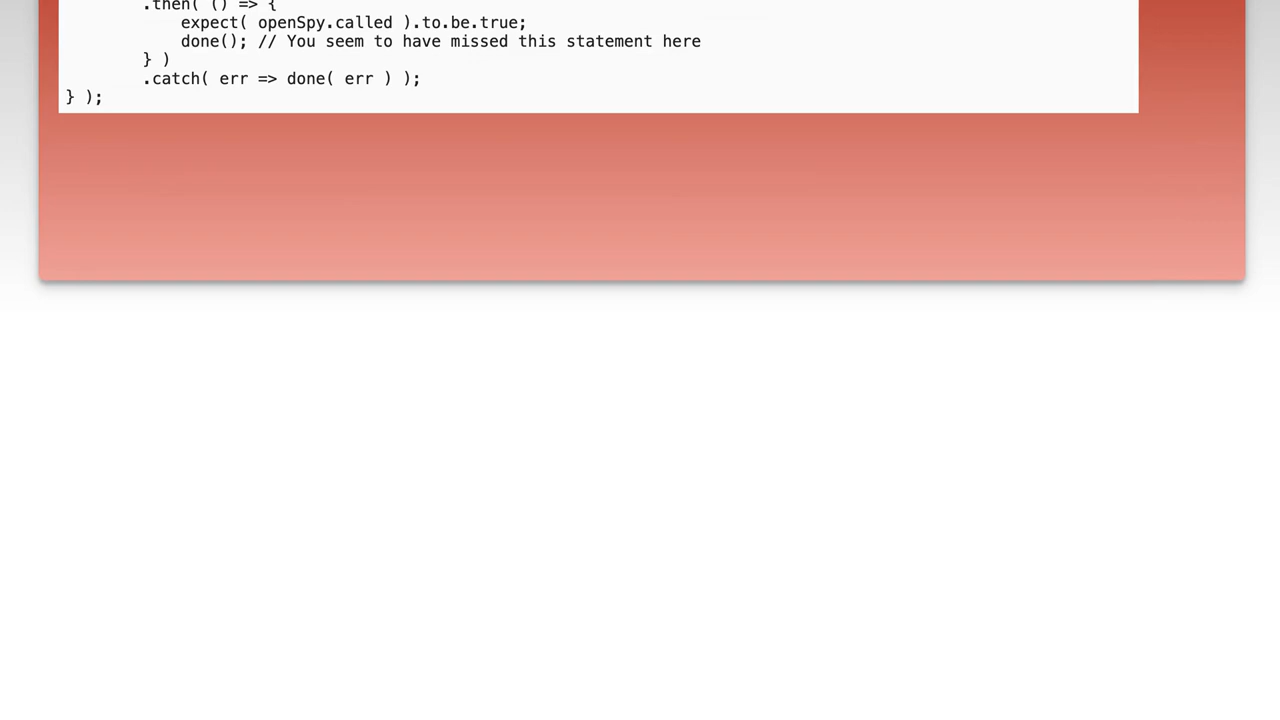 .then( () => {
expect( openSpy.called ).to.be.true;
done(); // You seem to have missed this statement here
} )
.catch( err => done( err ) );
} );